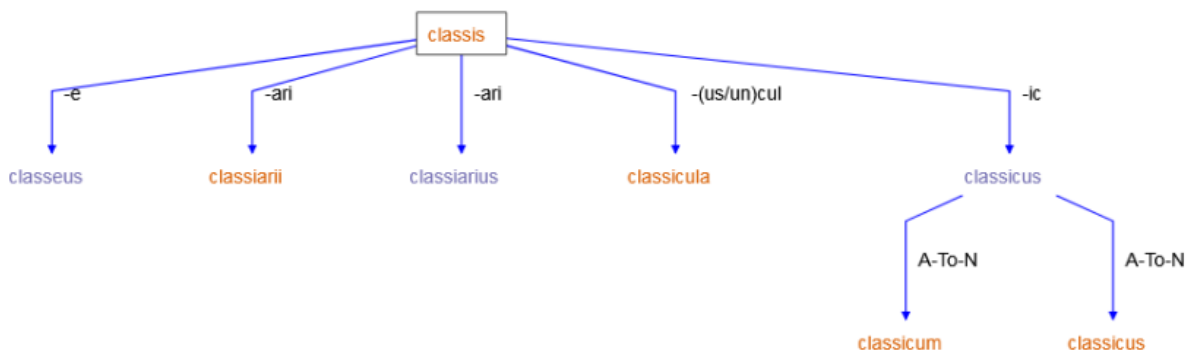 classis
-e -ari -ari -(us/un)cul -ic
classeus classiarii classiarius classicula classicus
A-To-N A-To-N
classicum classicus